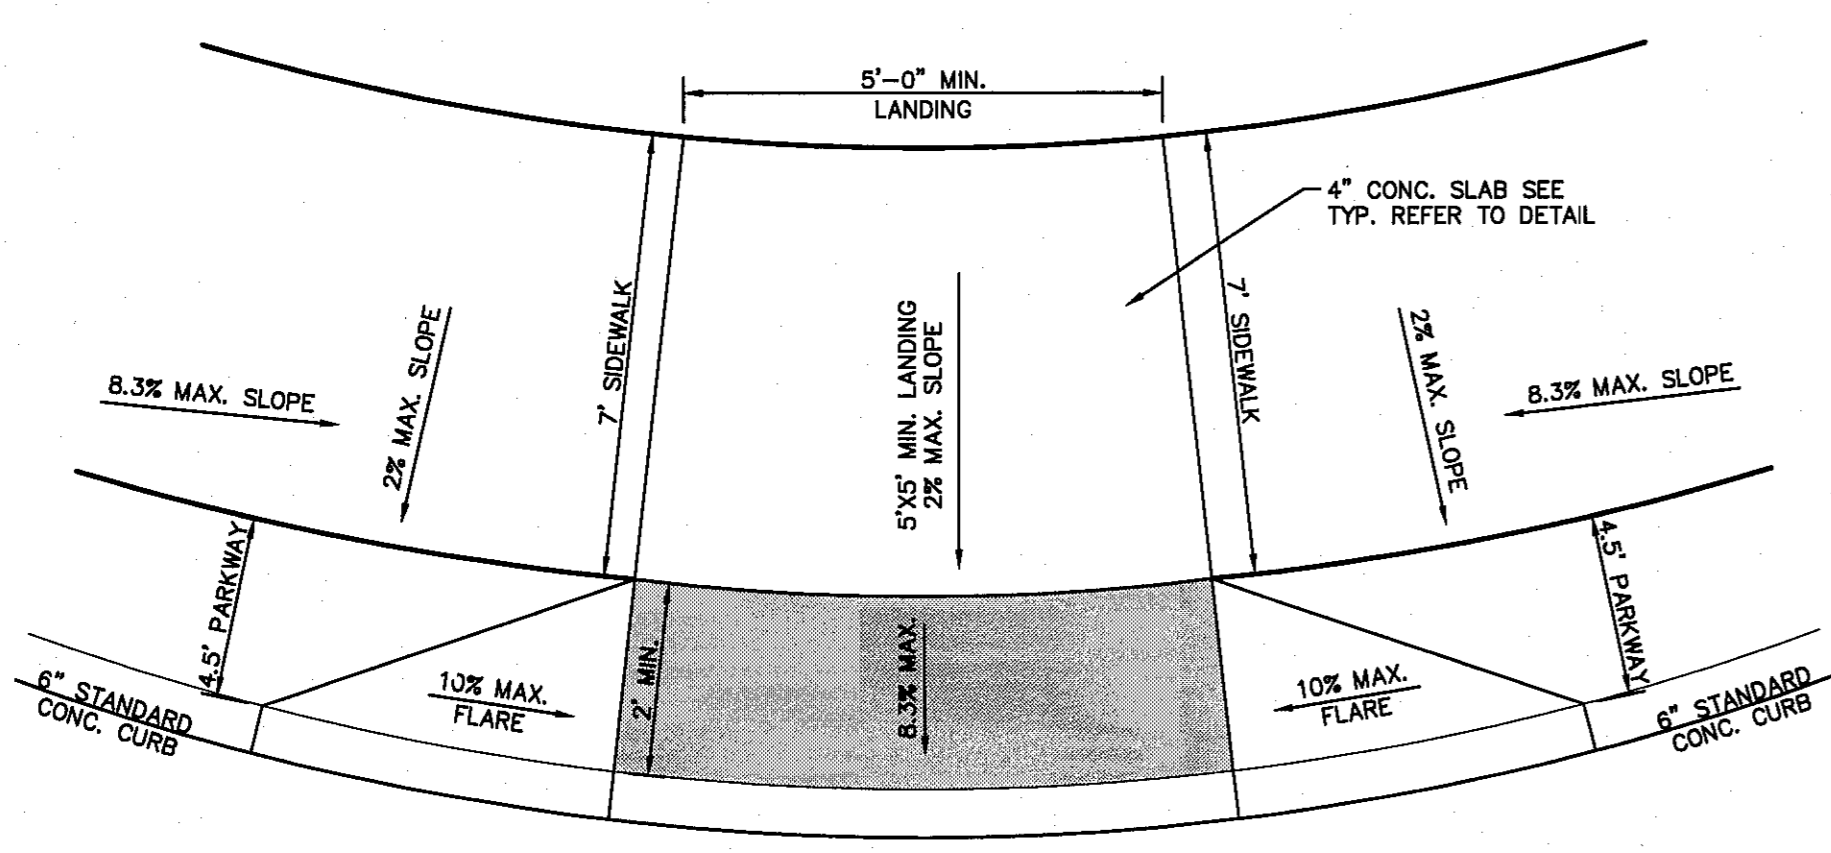 5'-0" MIN.
LANDING
4" CONC. SLAB SEE
TYP. REFER TO DETAIL
7' SIDEWALK
7' SIDEWALK
8.3% MAX. SLOPE
2% MAX. SLOPE
5'X5' MIN. LANDING
2% MAX. SLOPE
2% MAX. SLOPE
8.3% MAX. SLOPE
4.5' PARKWAY
4.5' PARKWAY
6" STANDARD
CONC. CURB
10% MAX.
FLARE
2' MIN.
8.3% MAX.
10% MAX.
FLARE
6" STANDARD
CONC. CURB